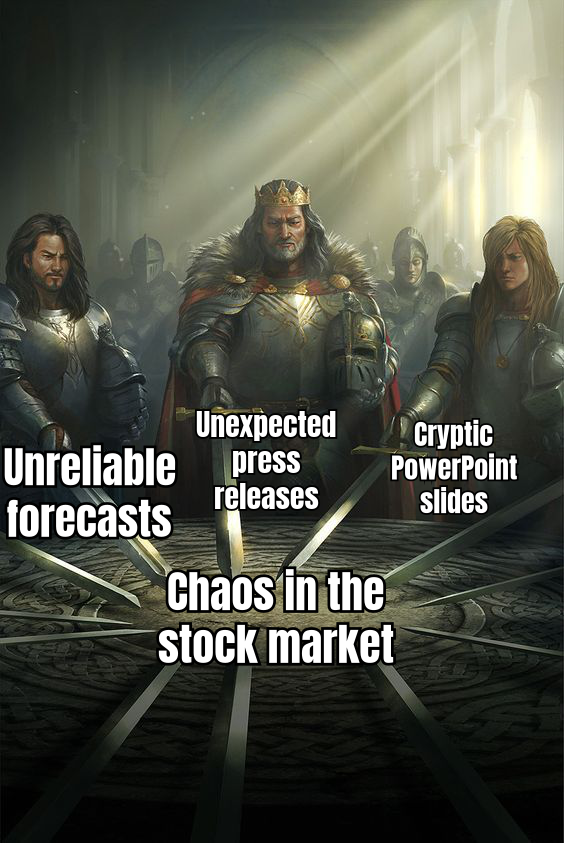 Unexpected
press
releases
Cryptic
PowerPoint
slides
Unreliable
forecasts
Chaos in the
stock market